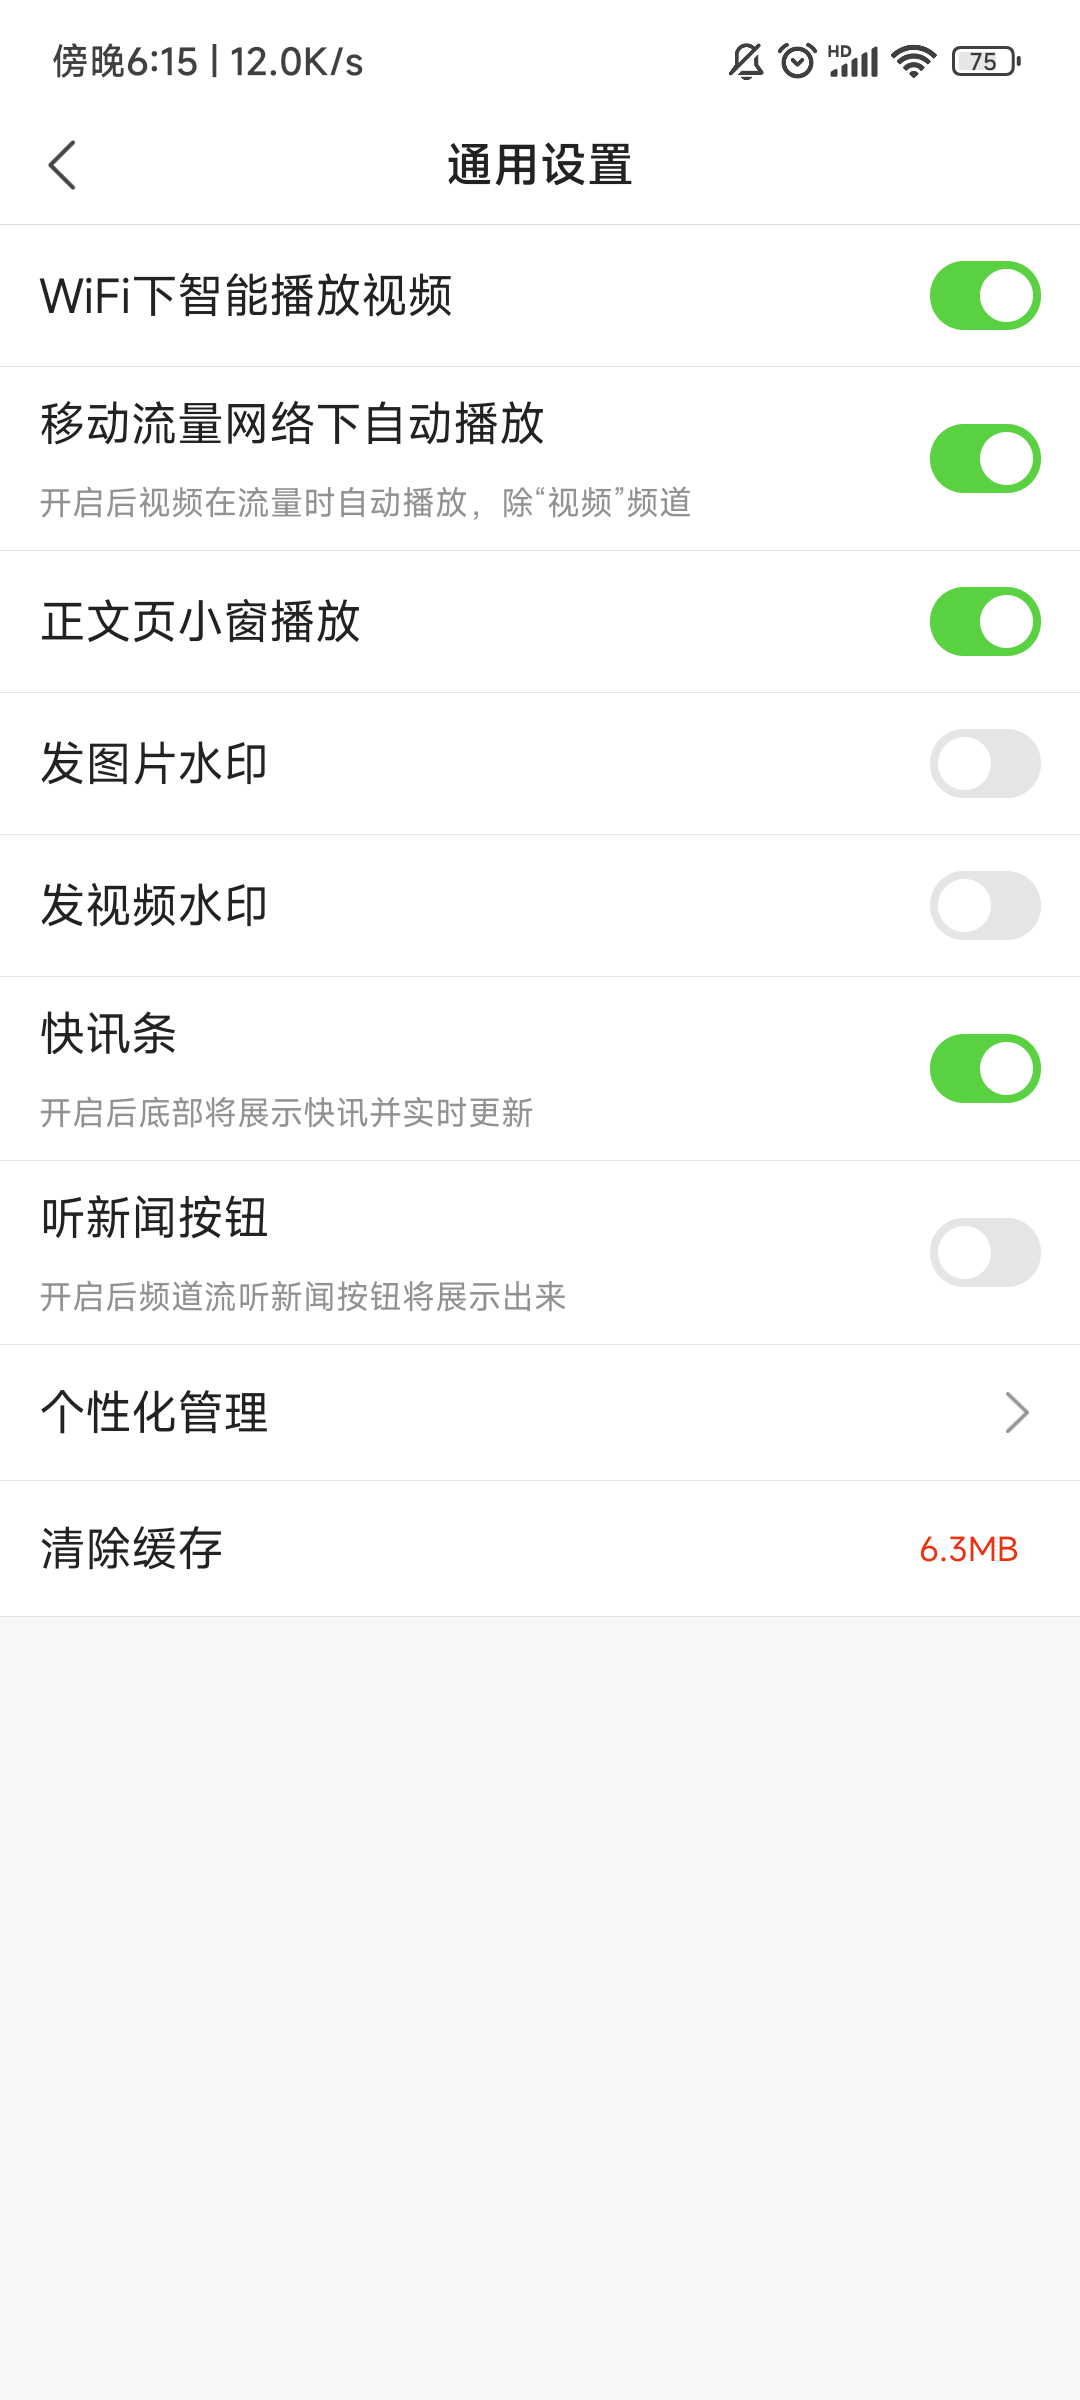 傍晚6:15 | 12.0K/s
HD
75
通用设置
WiFi下智能播放视频
移动流量网络下自动播放
开启后视频在流量时自动播放，除“视频”频道
正文页小窗播放
发图片水印
发视频水印
快讯条
开启后底部将展示快讯并实时更新
听新闻按钮
开启后频道流听新闻按钮将展示出来
个性化管理
清除缓存
6.3MB